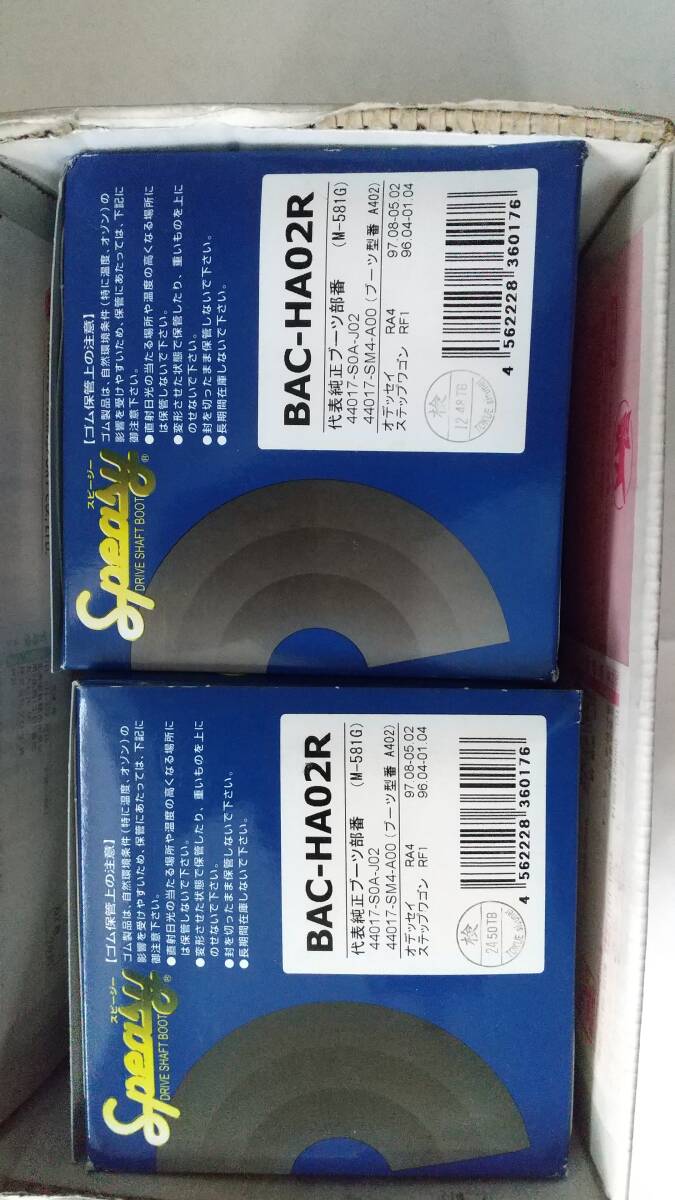 スピージー
Speasy®
DRIVE SHAFT BOOT
【ゴム保管上の注意】
ゴム製品は、自然環境条件(特に温度、オゾン)の
影響を受けやすいため、保管にあたっては、下記に
御注意下さい。
●直射日光の当たる場所や温度の高くなる場所に
は保管しないで下さい。
●変形させた状態で保管したり、重いものを上に
のせないで下さい。
●封を切ったまま保管しないで下さい。
●長期間在庫しないで下さい。
BAC-HA02R
代表純正ブーツ部番 (M-581G)
44017-S0A-J02
44017-SM4-A00 (ブーツ型番 A402)
オデッセイ RA4 97.08-05.02
ステップワゴン RF1 96.04-01.04
検
12 48TB
4 562228 360176
スピージー
Speasy®
DRIVE SHAFT BOOT
【ゴム保管上の注意】
ゴム製品は、自然環境条件(特に温度、オゾン)の
影響を受けやすいため、保管にあたっては、下記に
御注意下さい。
●直射日光の当たる場所や温度の高くなる場所に
は保管しないで下さい。
●変形させた状態で保管したり、重いものを上に
のせないで下さい。
●封を切ったまま保管しないで下さい。
●長期間在庫しないで下さい。
BAC-HA02R
代表純正ブーツ部番 (M-581G)
44017-S0A-J02
44017-SM4-A00 (ブーツ型番 A402)
オデッセイ RA4 97.08-05.02
ステップワゴン RF1 96.04-01.04
検
2450TB
4 562228 360176